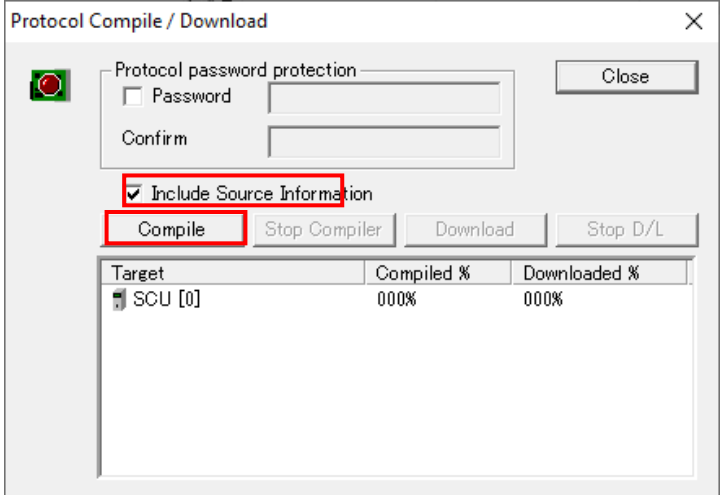 Protocol Compile / Download
Protocol password protection
Close
Password
Confirm
Include Source Information
Compile Stop Compiler Download Stop D/L
Target Compiled % Downloaded %
SCU [0] 000% 000%